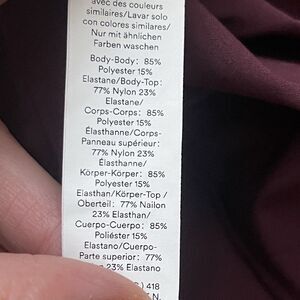 avec des couleurs
similaires/Lavar solo
con colores similares/
Nur mit ähnlichen
Farben waschen
Body-Body: 85%
Polyester 15%
Elastane/Body-Top:
77% Nylon 23%
Elastane/
Corps-Corps: 85%
Polyester 15%
Élasthanne/Corps-
Panneau supérieur:
77% Nylon 23%
Élasthanne/
Körper-Körper: 85%
Polyester 15%
Elasthan/Körper-Top /
Oberteil: 77% Nailon
23% Elasthan/
Cuerpo-Cuerpo: 85%
Poliéster 15%
Elastano/Cuerpo-
Parte superior: 77%
23% Elastano
) 418
N.